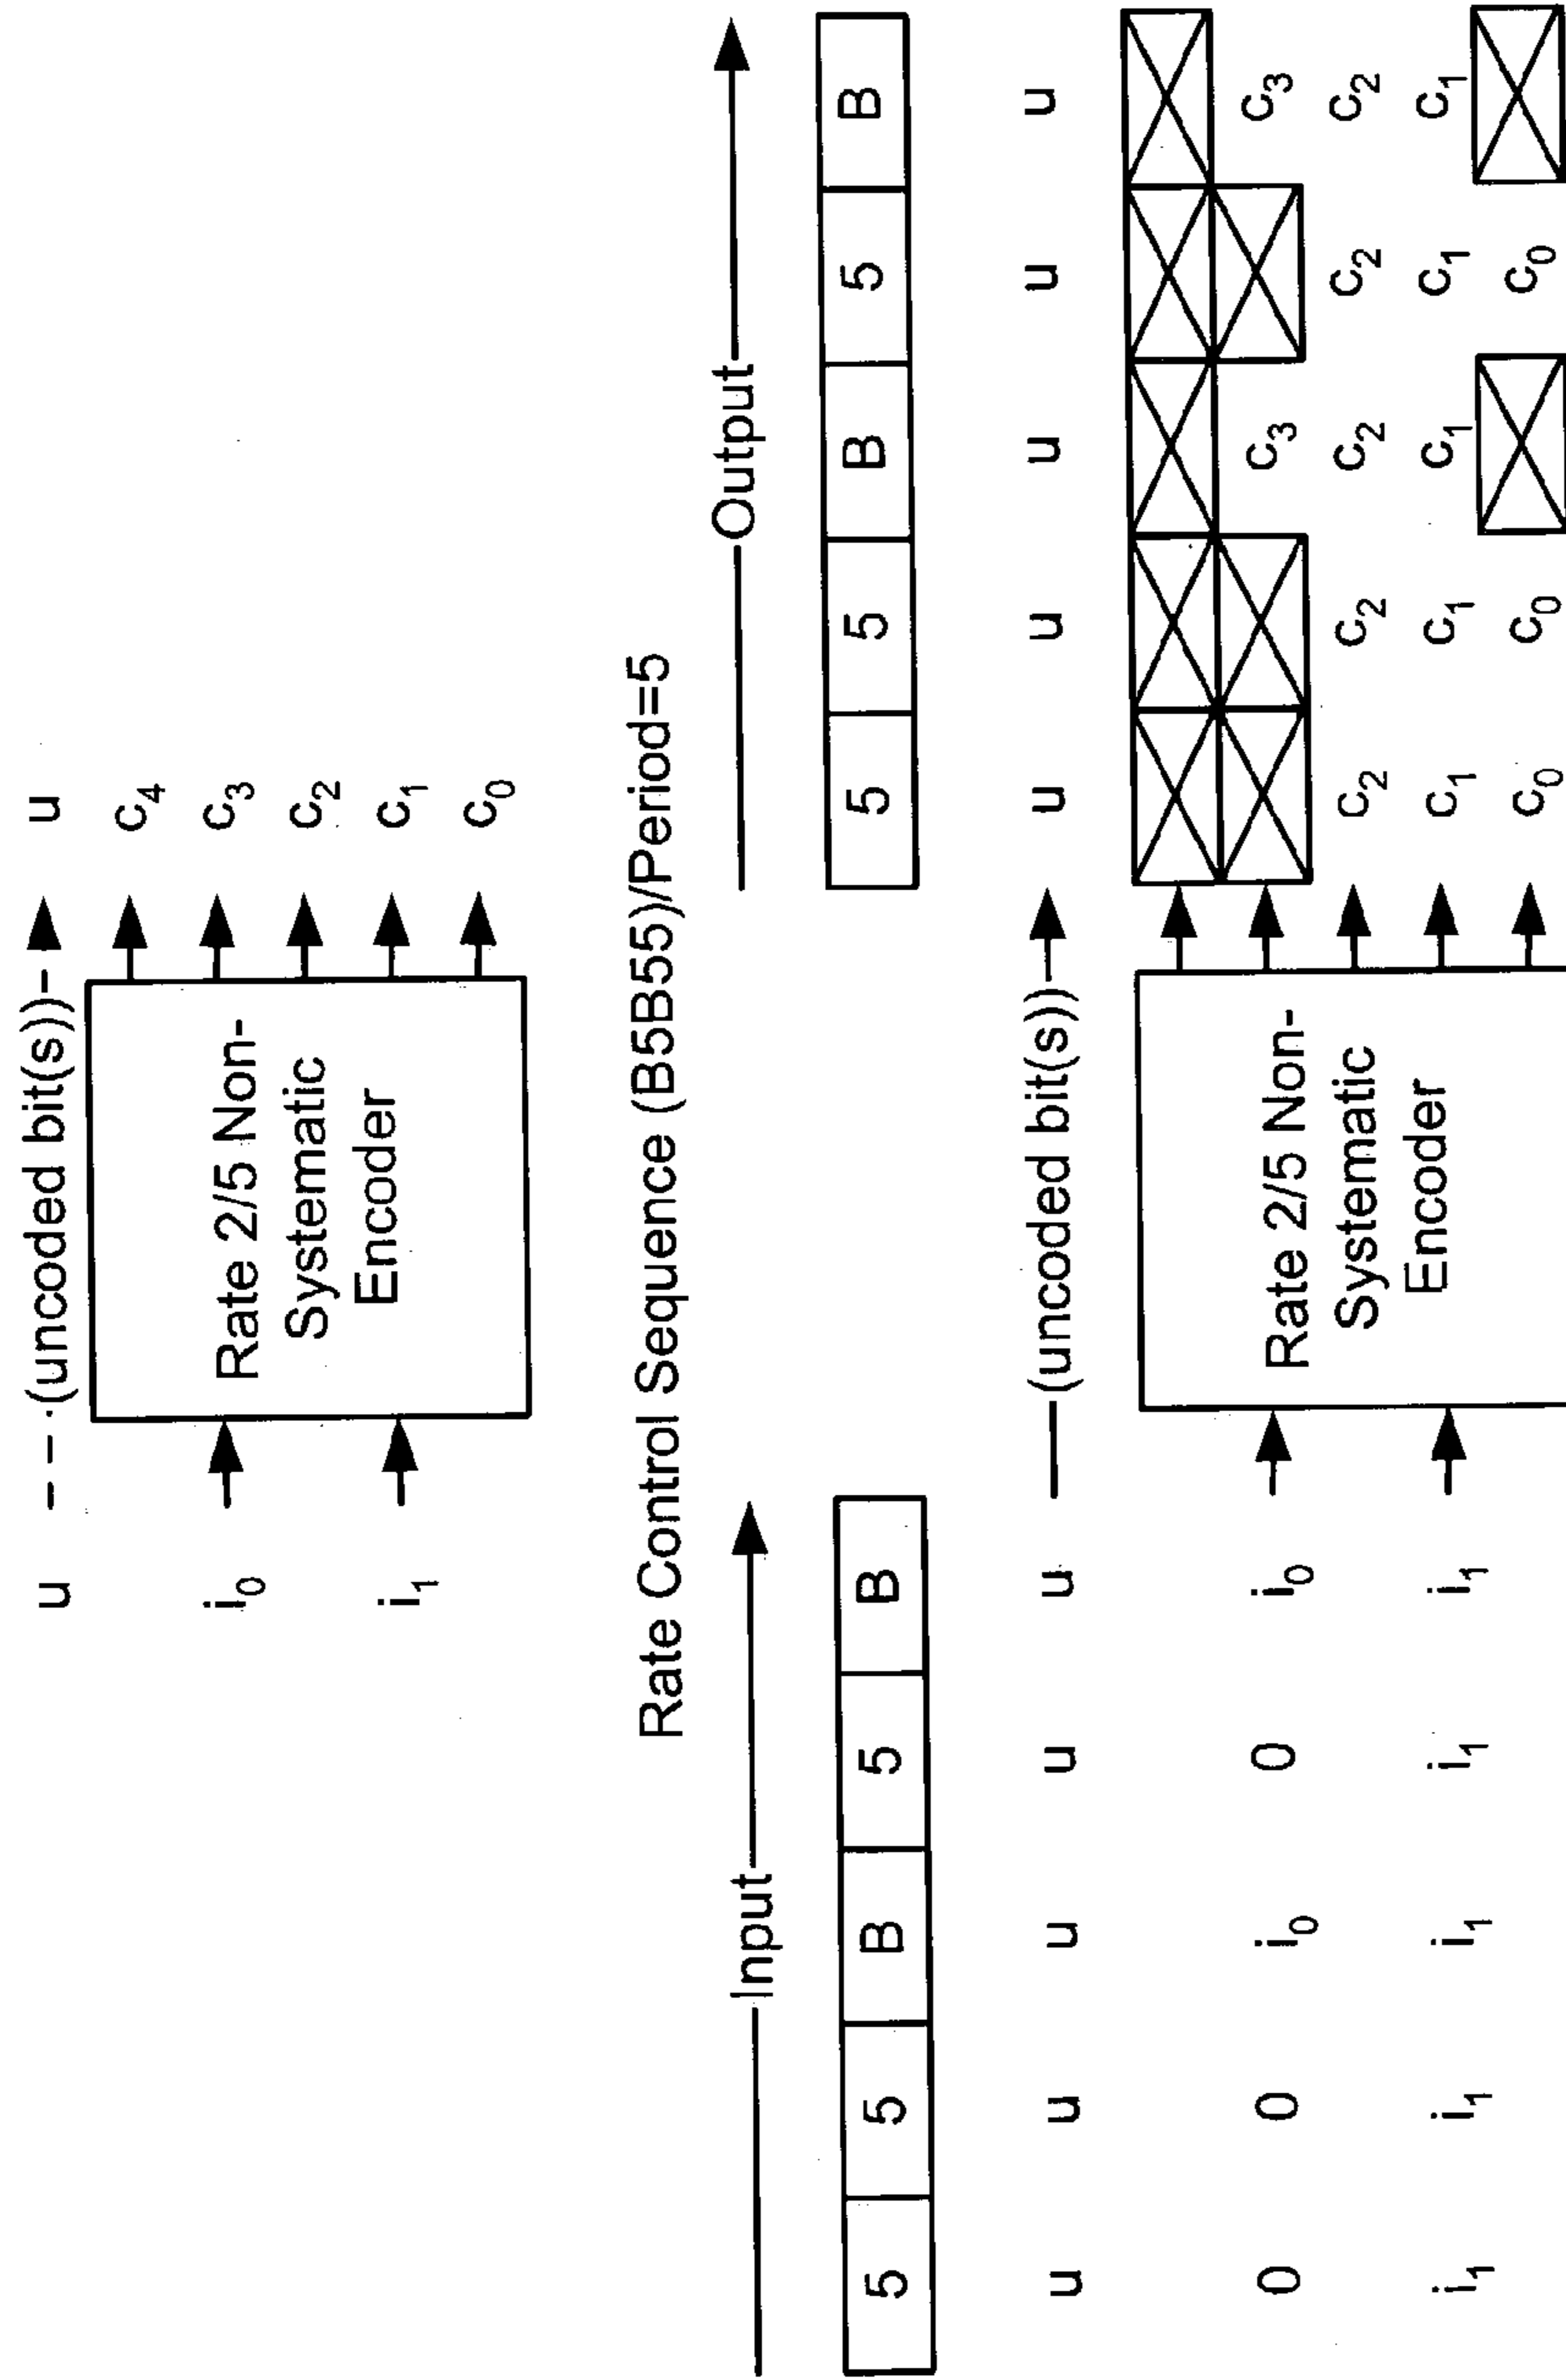 u – – - (uncoded bit(s)) - u
i0 Rate 2/5 Non- c4
Systematic c3
Encoder c2
i1 c1
c0
Rate Control Sequence (B5B55)/Period=5
Input Output
5 5 B 5 B 5 5 B 5 B
u u u u u (uncoded bit(s)) u u u u u
0 0 i0 0 i0 Rate 2/5 Non- c3 c3
Systematic c2 c2 c2 c2 c2
i1 i1 i1 i1 i1 Encoder c1 c1 c1 c1 c1
c0 c0 c0